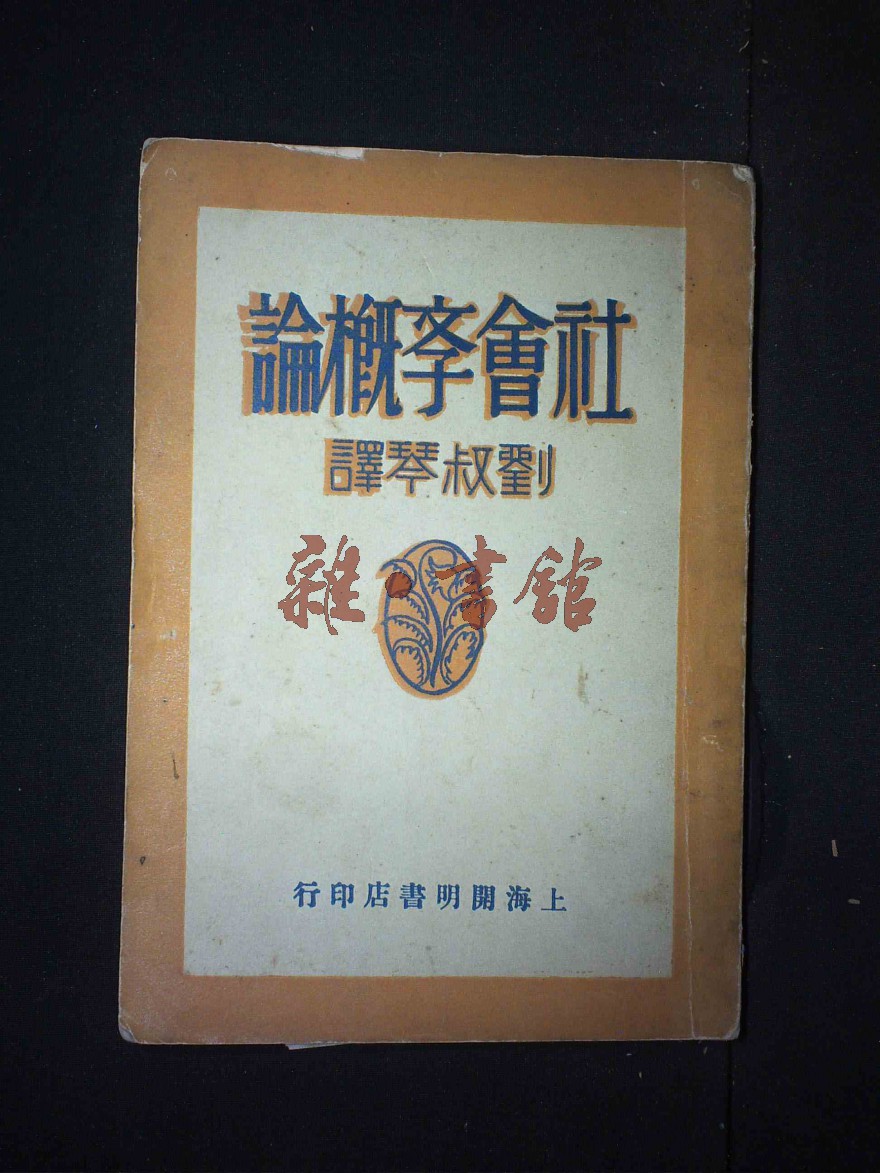 社會斈概論
劉叔琴譯
雜·書館
上海開明書店印行